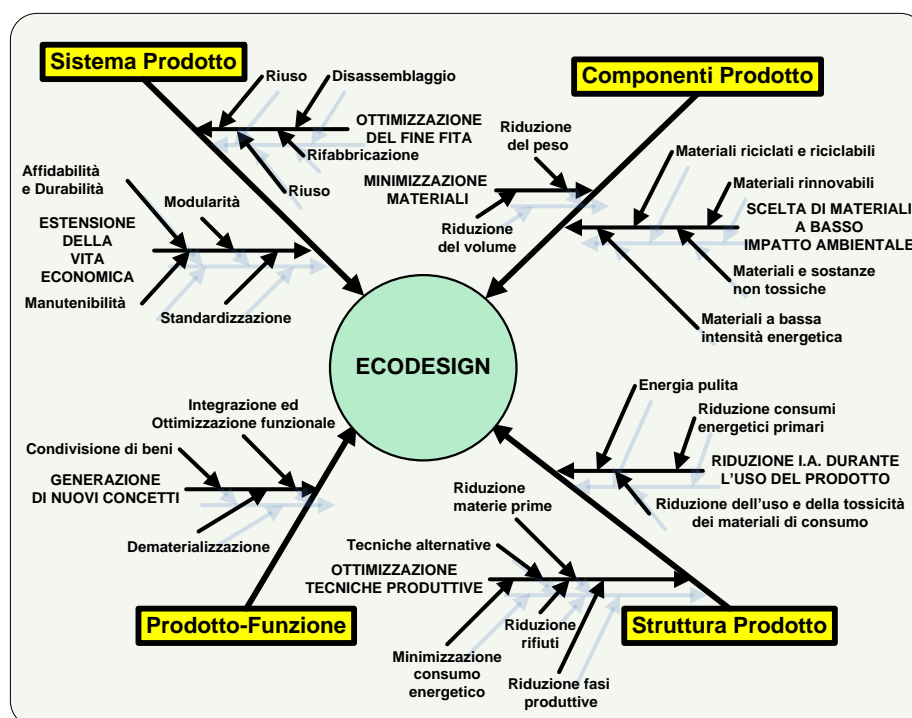 Sistema Prodotto
Riuso
Disassemblaggio
OTTIMIZZAZIONE
DEL FINE FITA
Rifabbricazione
Riuso
Affidabilità
e Durabilità
Modularità
ESTENSIONE
DELLA
VITA
ECONOMICA
Manutenibilità
Standardizzazione
Componenti Prodotto
Riduzione
del peso
MINIMIZZAZIONE
MATERIALI
Riduzione
del volume
Materiali riciclati e riciclabili
Materiali rinnovabili
SCELTA DI MATERIALI
A BASSO
IMPATTO AMBIENTALE
Materiali e sostanze
non tossiche
Materiali a bassa
intensità energetica
ECODESIGN
Integrazione ed
Ottimizzazione funzionale
Condivisione di beni
GENERAZIONE
DI NUOVI CONCETTI
Dematerializzazione
Prodotto-Funzione
Energia pulita
Riduzione consumi
energetici primari
RIDUZIONE I.A. DURANTE
L'USO DEL PRODOTTO
Riduzione dell'uso e della tossicità
dei materiali di consumo
Riduzione
materie prime
Tecniche alternative
OTTIMIZZAZIONE
TECNICHE PRODUTTIVE
Riduzione
rifiuti
Minimizzazione
consumo
energetico
Riduzione fasi
produttive
Struttura Prodotto